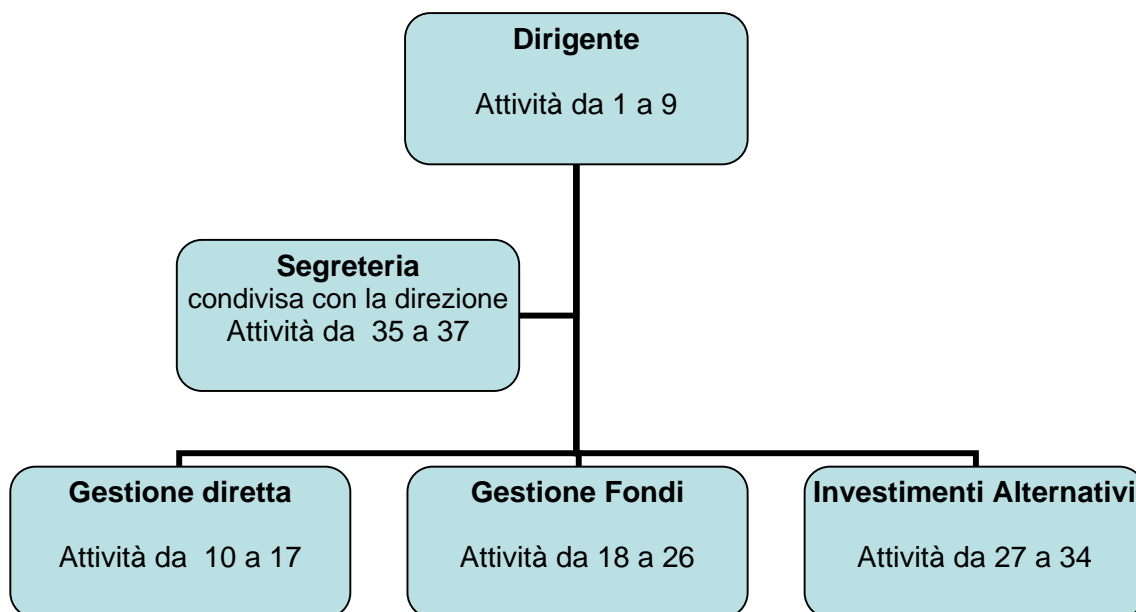 Dirigente
Attività da 1 a 9
Segreteria
condivisa con la direzione
Attività da  35 a 37
Gestione diretta
Attività da  10 a 17
Gestione Fondi
Attività da 18 a 26
Investimenti Alternativi
Attività da 27 a 34